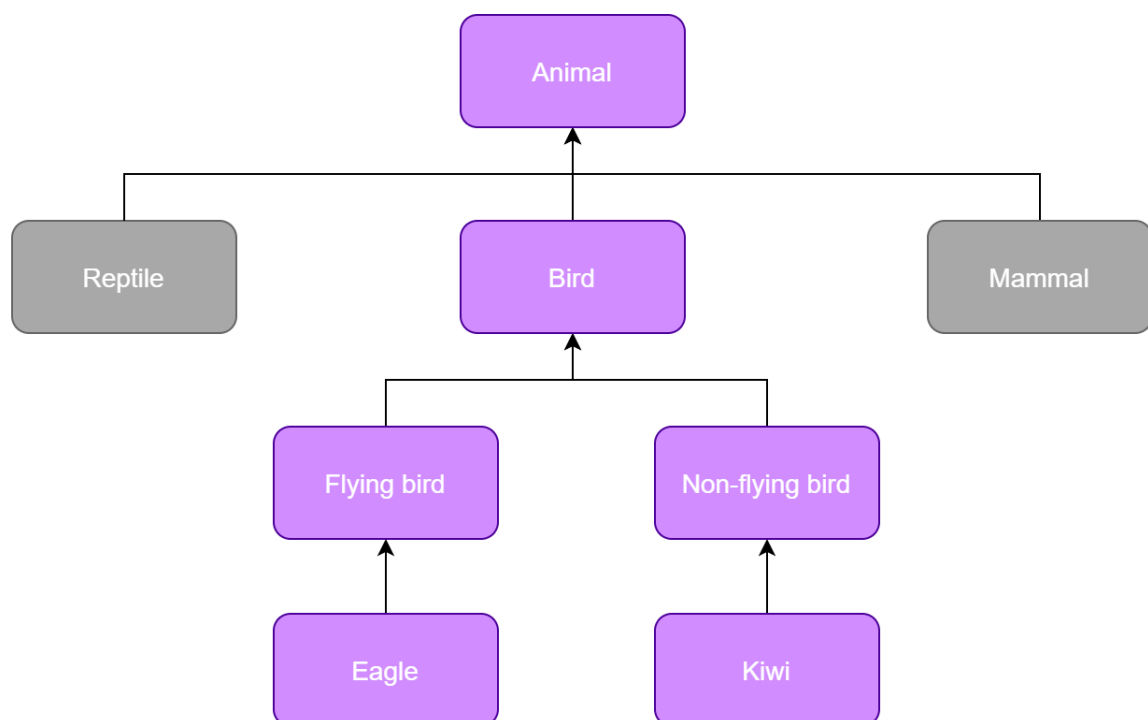 Animal
Reptile
Bird
Mammal
Flying bird
Non-flying bird
Eagle
Kiwi